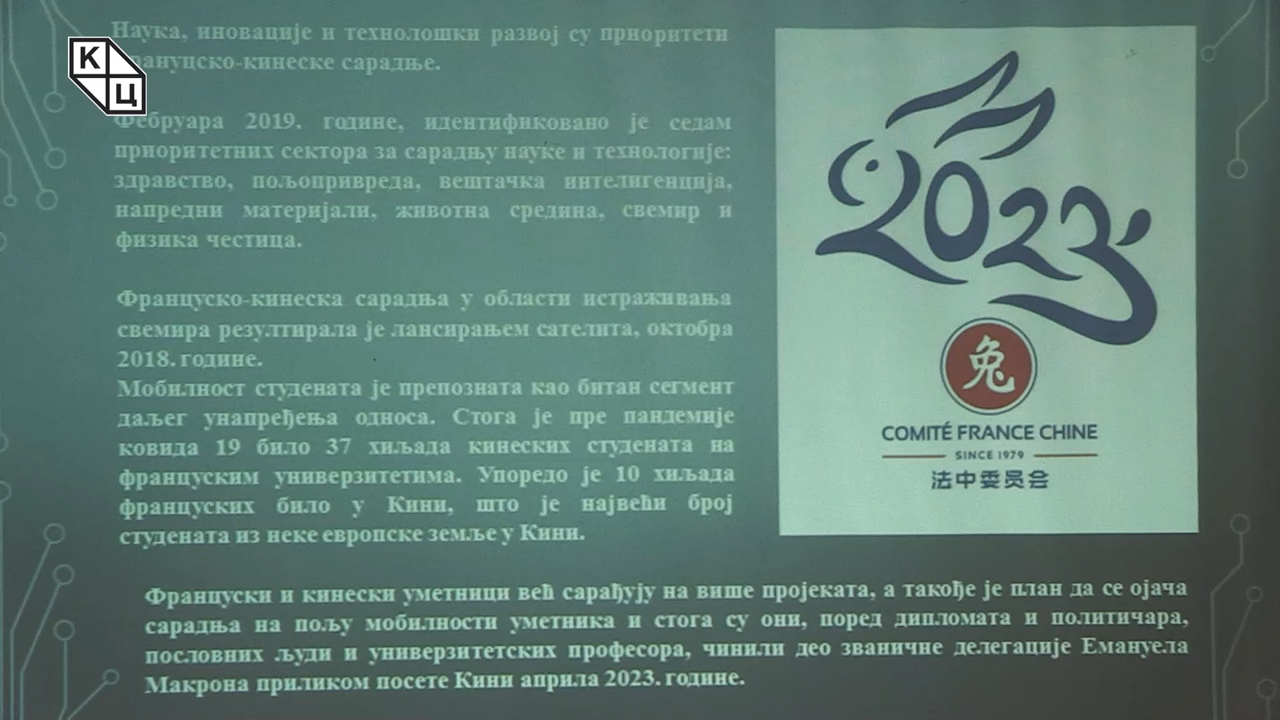 К
Ц
Наука, иновације и технолошки развој су приоритети
француско-кинеске сарадње.
Фебруара 2019. године, идентификовано је седам
приоритетних сектора за сарадњу науке и технологије:
здравство, пољопривреда, вештачка интелигенција,
напредни материјали, животна средина, свемир и
физика честица.
Француско-кинеска сарадња у области истраживања
свемира резултирала је лансирањем сателита, октобра
2018. године.
Мобилност студената је препозната као битан сегмент
даљег унапређења односа. Стога је пре пандемије
ковида 19 било 37 хиљада кинеских студената на
француским универзитетима. Упоредо је 10 хиљада
француских било у Кини, што је највећи број
студената из неке европске земље у Кини.
Француски и кинески уметници већ сарађују на више пројеката, а такође је план да се ојача
сарадња на пољу мобилности уметника и стога су они, поред дипломата и политичара,
пословних људи и универзитетских професора, чинили део званичне делегације Емануела
Макрона приликом посете Кини априла 2023. године.
2023
兔
COMITÉ FRANCE CHINE
SINCE 1979
法中委员会